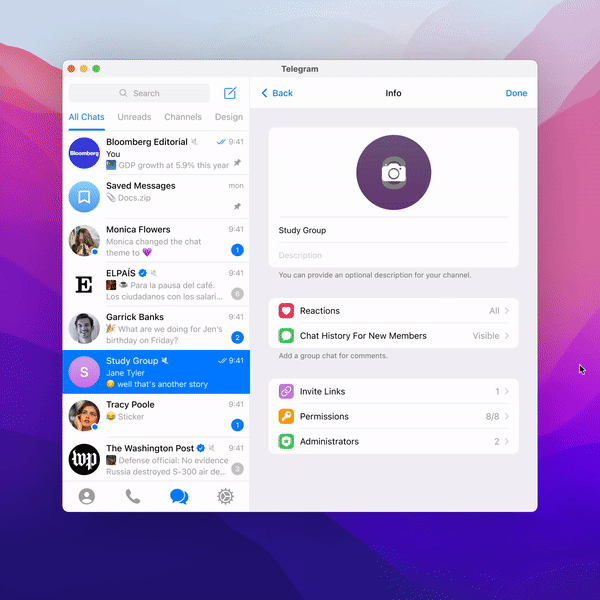 Telegram
Search
Back
Info
Done
All Chats
Unreads
Channels
Design
Bloomberg
Bloomberg Editorial
9:41
You
GDP growth at 5.9% this year
Saved Messages
mon
Docs.zip
Monica Flowers
9:41
Monica changed the chat
theme to 💜
1
E
ELPAÍS
9:41
☕ Para la pausa del café.
Los ciudadanos con los salari...
6
Garrick Banks
9:41
🎉 What are we doing for Jen's
birthday on Friday?
2
S
Study Group
9:41
Jane Tyler
😏 well that's another story
Tracy Poole
9:41
😂 Sticker
1
wp
The Washington Post
9:41
Defense official: No evidence
Russia destroyed S-300 air de...
3
Study Group
Description
You can provide an optional description for your channel.
Reactions
All
Chat History For New Members
Visible
Add a group chat for comments.
Invite Links
1
Permissions
8/8
Administrators
2